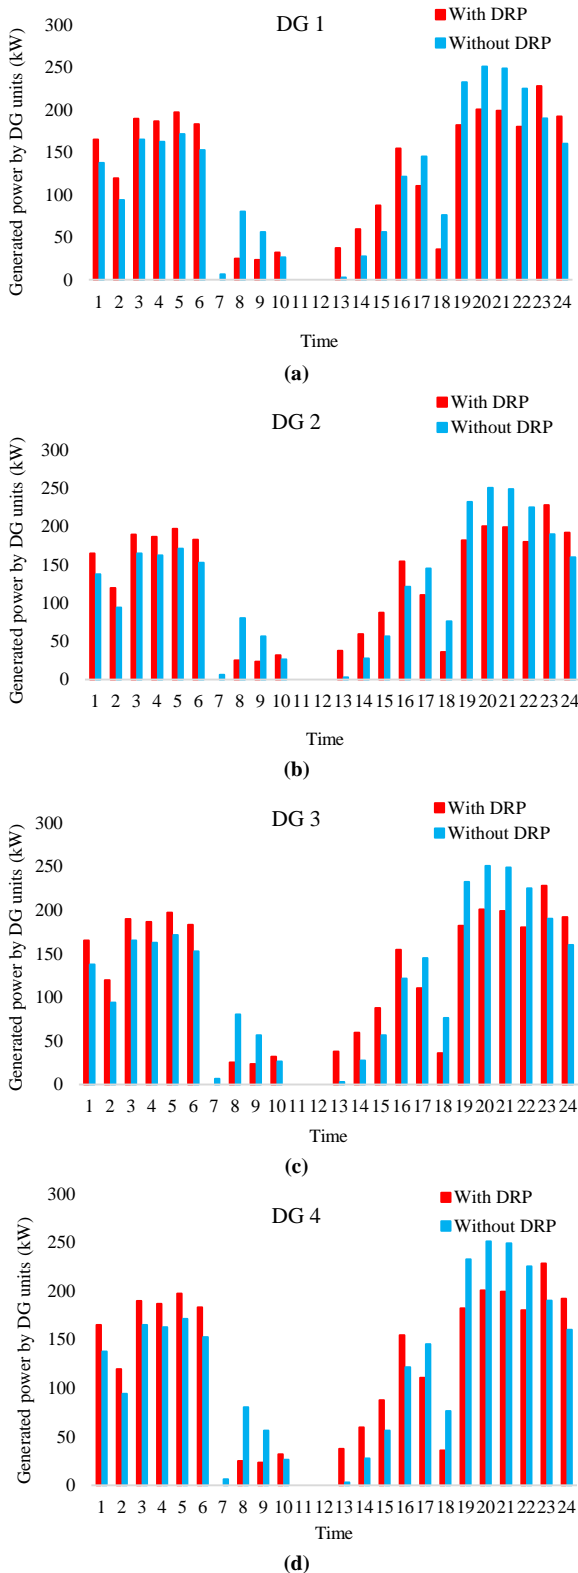 DG 1
With DRP
Without DRP
Generated power by DG units (kW)
300
250
200
150
100
50
0
1 2 3 4 5 6 7 8 9 10 11 12 13 14 15 16 17 18 19 20 21 22 23 24
Time
(a)
DG 2
With DRP
Without DRP
Generated power by DG units (kW)
300
250
200
150
100
50
0
1 2 3 4 5 6 7 8 9 10 11 12 13 14 15 16 17 18 19 20 21 22 23 24
Time
(b)
DG 3
With DRP
Without DRP
Generated power by DG units (kW)
300
250
200
150
100
50
0
1 2 3 4 5 6 7 8 9 10 11 12 13 14 15 16 17 18 19 20 21 22 23 24
Time
(c)
DG 4
With DRP
Without DRP
Generated power by DG units (kW)
300
250
200
150
100
50
0
1 2 3 4 5 6 7 8 9 10 11 12 13 14 15 16 17 18 19 20 21 22 23 24
Time
(d)